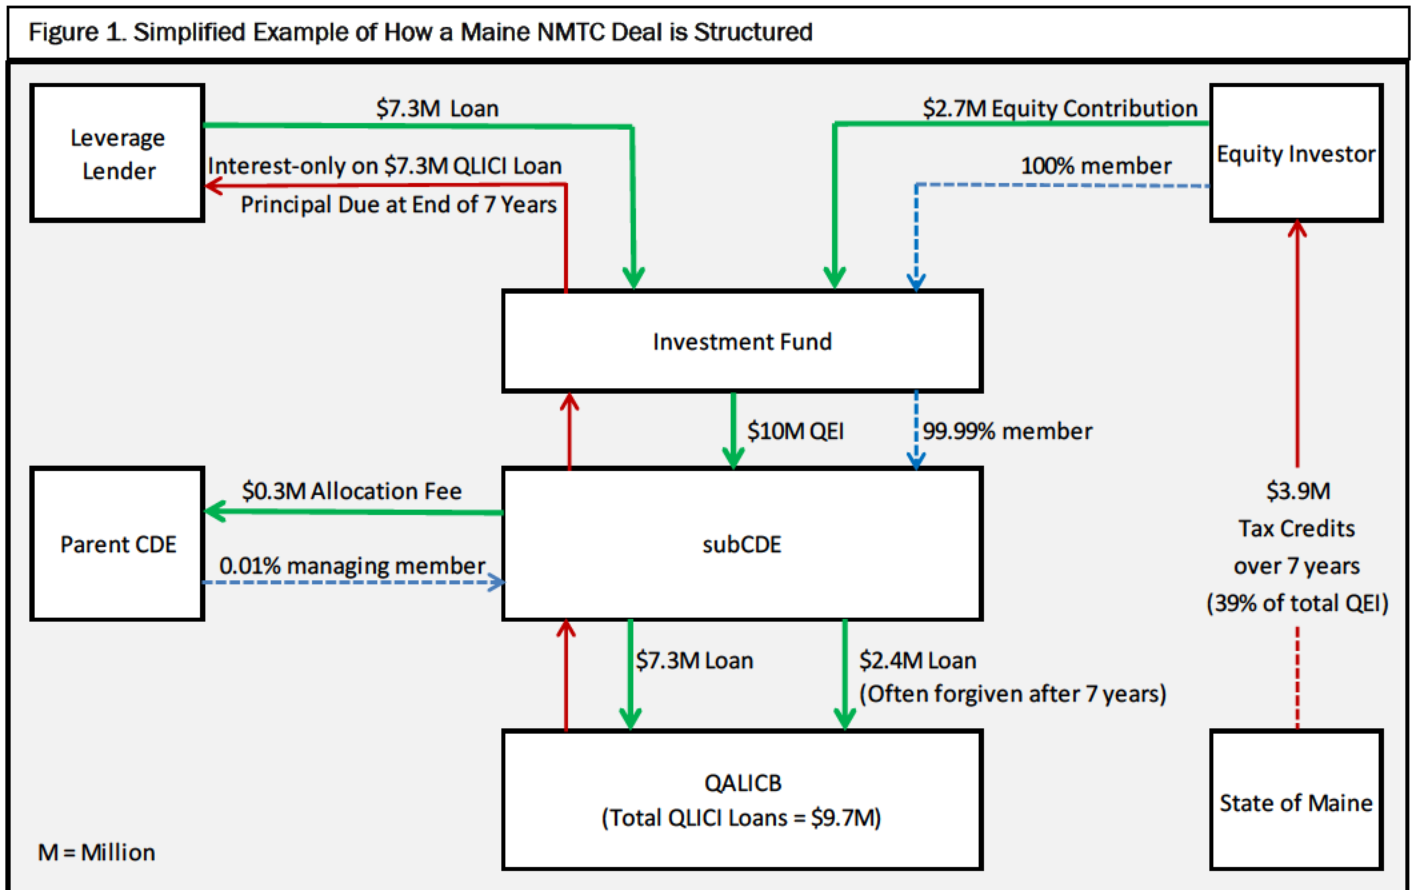 Figure 1. Simplified Example of How a Maine NMTC Deal is Structured
Leverage
Lender
$7.3M Loan
Interest-only on $7.3M QLICI Loan
Principal Due at End of 7 Years
$2.7M Equity Contribution
100% member
Equity Investor
Investment Fund
$10M QEI
99.99% member
Parent CDE
$0.3M Allocation Fee
0.01% managing member
subCDE
$3.9M
Tax Credits
over 7 years
(39% of total QEI)
$7.3M Loan
$2.4M Loan
(Often forgiven after 7 years)
QALICB
(Total QLICI Loans = $9.7M)
State of Maine
M = Million